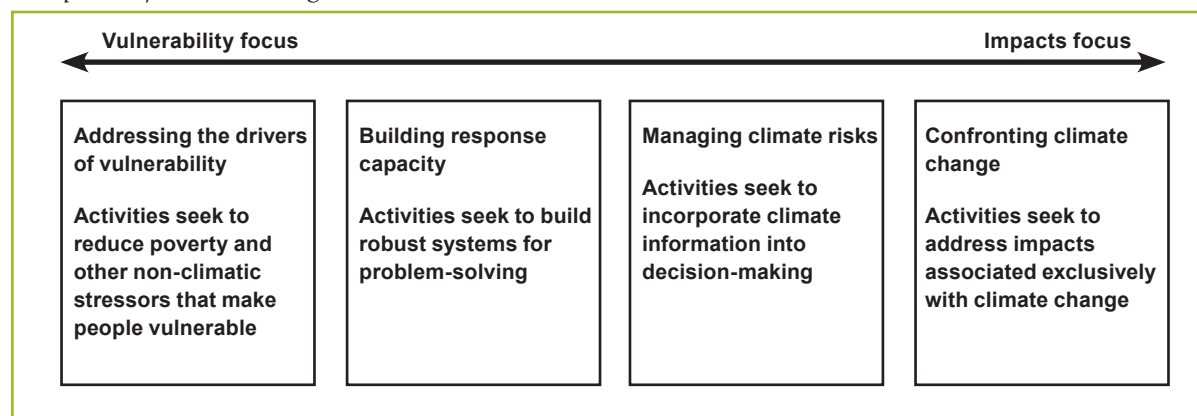 Vulnerability focus
Impacts focus
Addressing the drivers
of vulnerability
Activities seek to
reduce poverty and
other non-climatic
stressors that make
people vulnerable
Building response
capacity
Activities seek to build
robust systems for
problem-solving
Managing climate risks
Activities seek to
incorporate climate
information into
decision-making
Confronting climate
change
Activities seek to
address impacts
associated exclusively
with climate change